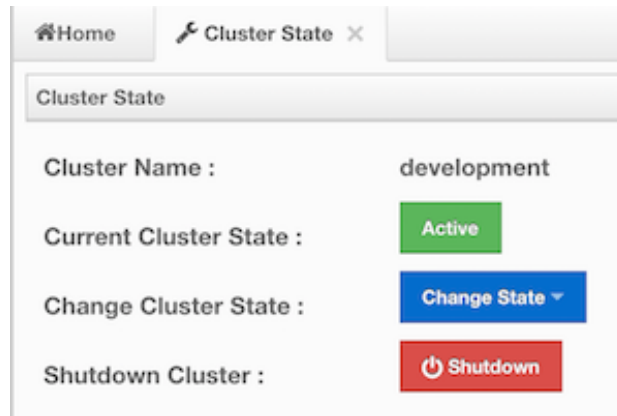 Home
Cluster State
Cluster State
Cluster Name : development
Current Cluster State : Active
Change Cluster State : Change State
Shutdown Cluster : Shutdown